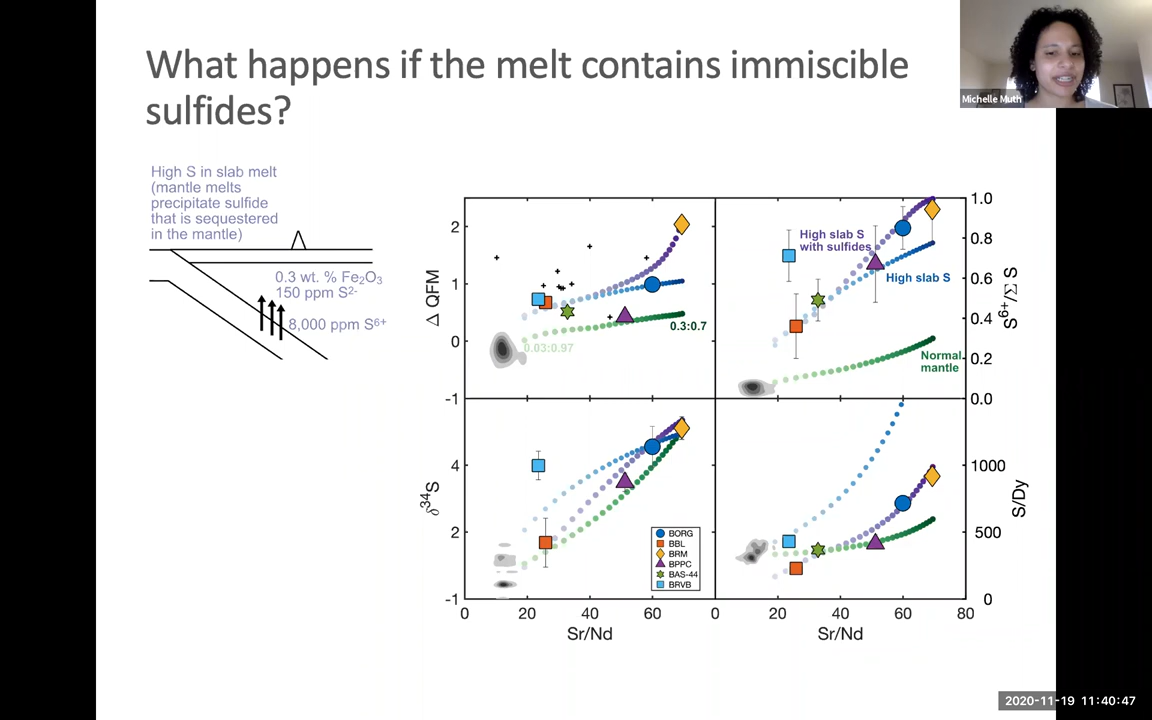 What happens if the melt contains immiscible
sulfides?
Michelle Muth
High S in slab melt
(mantle melts
precipitate sulfide
that is sequestered
in the mantle)
0.3 wt. % Fe₂O₃
150 ppm S²⁻
8,000 ppm S⁶⁺
Δ QFM
2
1
0
-1
0.03:0.97
0.3:0.7
High slab S
with sulfides
High slab S
Normal
mantle
1.0
0.8
0.6
0.4
0.2
0.0
S⁶⁺/Σ S
δ³⁴S
4
2
-1
BORG
BBL
BRM
BPPC
BAS-44
BRVB
1000
500
0
S/Dy
0 20 40 60 0 20 40 60 80
Sr/Nd Sr/Nd
2020-11-19 11:40:47